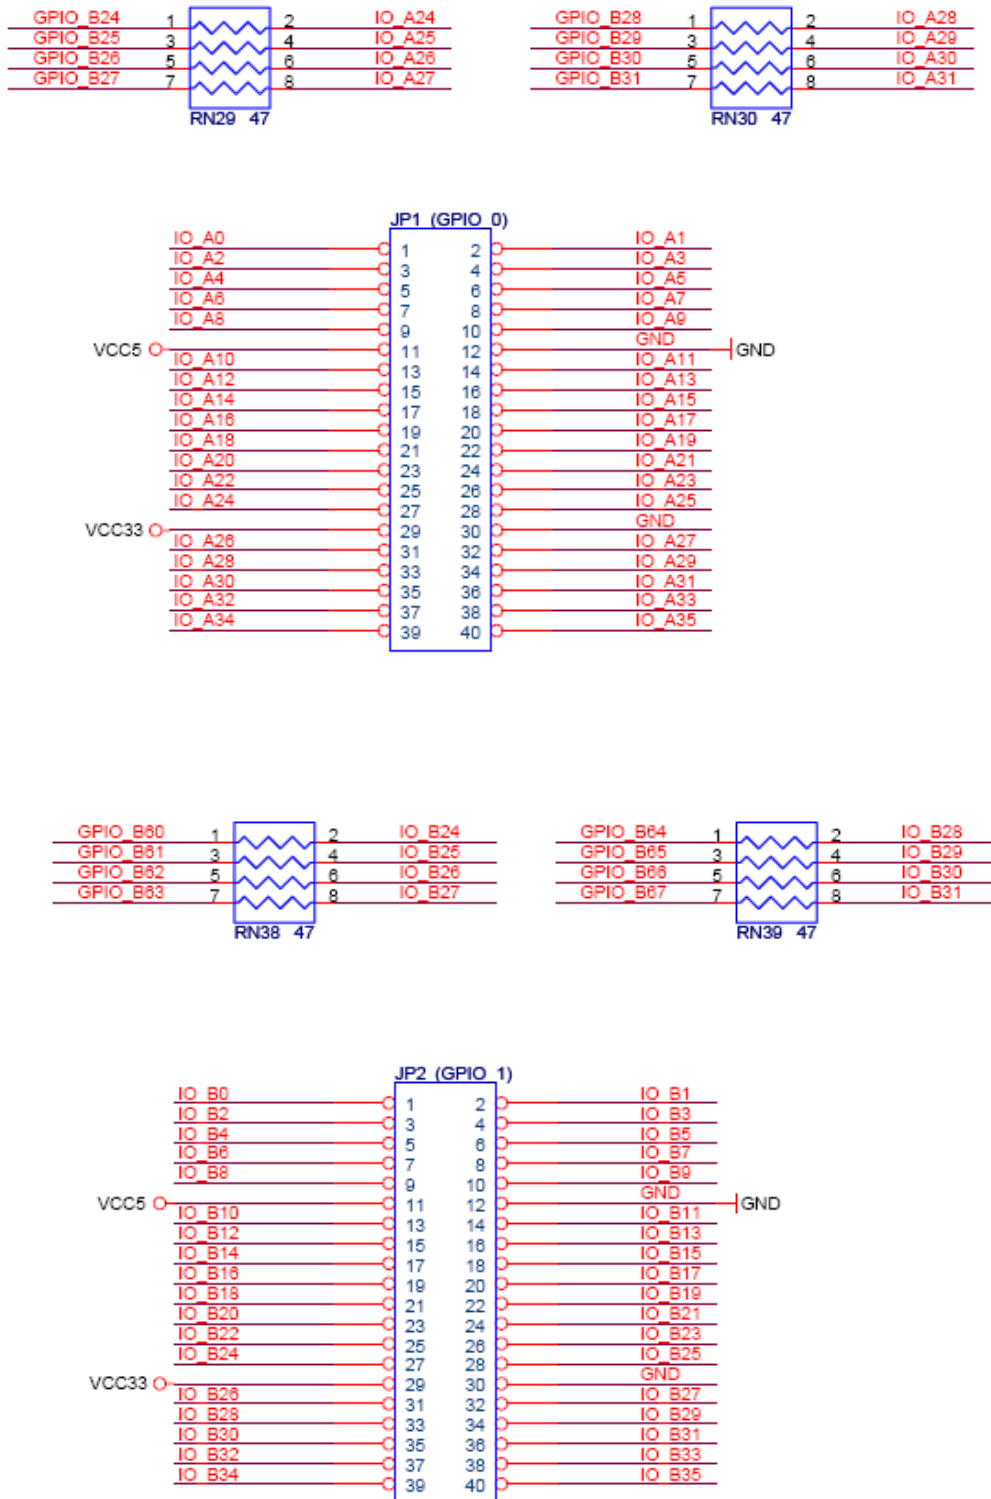 GPIO_B24 1 2 IO_A24 GPIO_B28 1 2 IO_A28
GPIO_B25 3 4 IO_A25 GPIO_B29 3 4 IO_A29
GPIO_B26 5 6 IO_A26 GPIO_B30 5 6 IO_A30
GPIO_B27 7 8 IO_A27 GPIO_B31 7 8 IO_A31
RN29 47 RN30 47
JP1 (GPIO_0)
IO_A0 1 2 IO_A1
IO_A2 3 4 IO_A3
IO_A4 5 6 IO_A5
IO_A6 7 8 IO_A7
IO_A8 9 10 IO_A9
VCC5 11 12 GND GND
IO_A10 13 14 IO_A11
IO_A12 15 16 IO_A13
IO_A14 17 18 IO_A15
IO_A16 19 20 IO_A17
IO_A18 21 22 IO_A19
IO_A20 23 24 IO_A21
IO_A22 25 26 IO_A23
IO_A24 27 28 IO_A25
VCC33 29 30 GND
IO_A26 31 32 IO_A27
IO_A28 33 34 IO_A29
IO_A30 35 36 IO_A31
IO_A32 37 38 IO_A33
IO_A34 39 40 IO_A35
GPIO_B60 1 2 IO_B24 GPIO_B64 1 2 IO_B28
GPIO_B61 3 4 IO_B25 GPIO_B65 3 4 IO_B29
GPIO_B62 5 6 IO_B26 GPIO_B66 5 6 IO_B30
GPIO_B63 7 8 IO_B27 GPIO_B67 7 8 IO_B31
RN38 47 RN39 47
JP2 (GPIO_1)
IO_B0 1 2 IO_B1
IO_B2 3 4 IO_B3
IO_B4 5 6 IO_B5
IO_B6 7 8 IO_B7
IO_B8 9 10 IO_B9
VCC5 11 12 GND GND
IO_B10 13 14 IO_B11
IO_B12 15 16 IO_B13
IO_B14 17 18 IO_B15
IO_B16 19 20 IO_B17
IO_B18 21 22 IO_B19
IO_B20 23 24 IO_B21
IO_B22 25 26 IO_B23
IO_B24 27 28 IO_B25
VCC33 29 30 GND
IO_B26 31 32 IO_B27
IO_B28 33 34 IO_B29
IO_B30 35 36 IO_B31
IO_B32 37 38 IO_B33
IO_B34 39 40 IO_B35